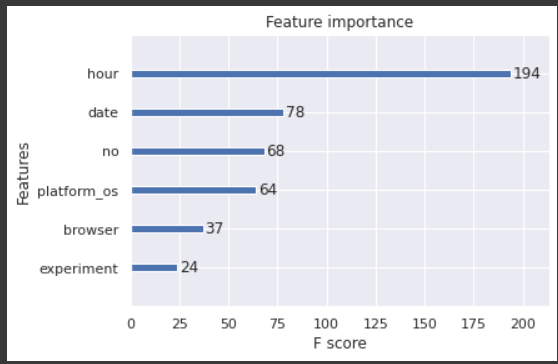 Feature importance
hour 194
date 78
no 68
platform_os 64
browser 37
experiment 24
Features
0 25 50 75 100 125 150 175 200
F score